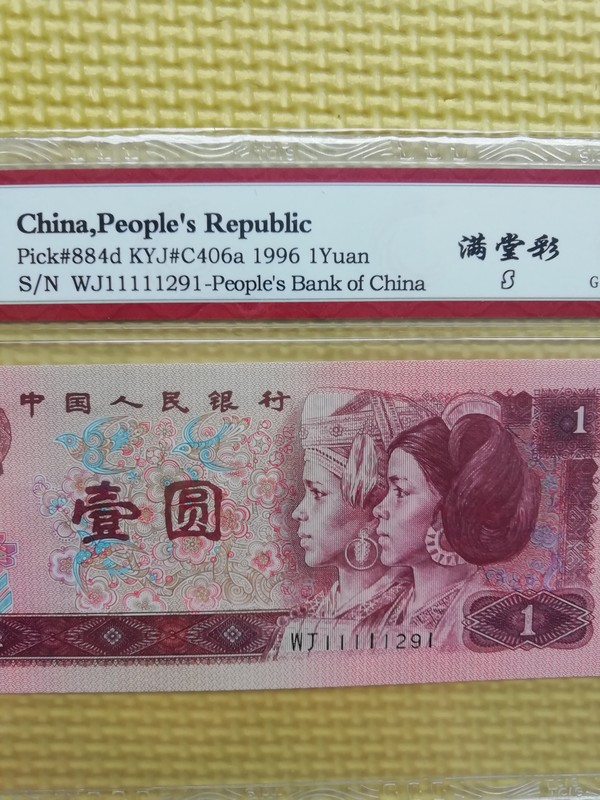 China,People's Republic
Pick#884d KYJ#C406a 1996 1Yuan
S/N WJ11111291-People's Bank of China
满堂彩
S
G
中国人民银行
1
壹圆
1
WJ11111291